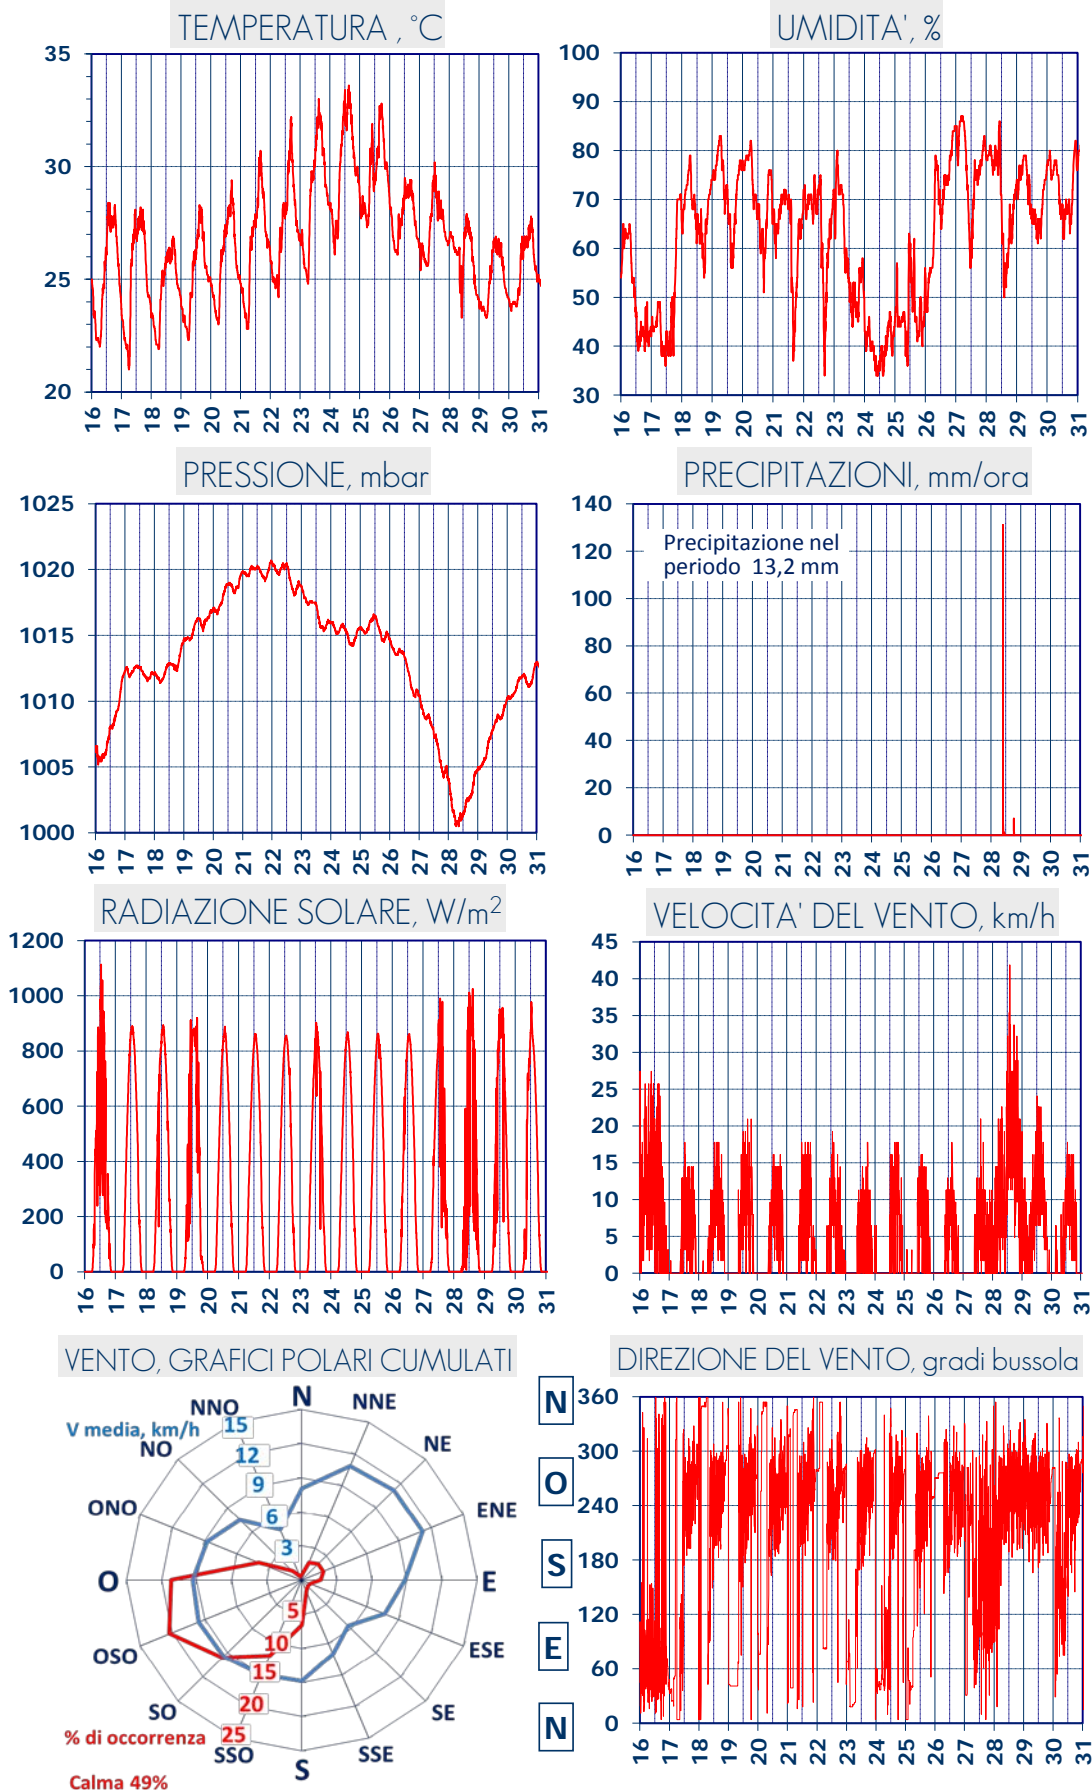 TEMPERATURA , °C
35
30
25
20
16 17 18 19 20 21 22 23 24 25 26 27 28 29 30 31
UMIDITA', %
100
90
80
70
60
50
40
30
16 17 18 19 20 21 22 23 24 25 26 27 28 29 30 31
PRESSIONE, mbar
1025
1020
1015
1010
1005
1000
16 17 18 19 20 21 22 23 24 25 26 27 28 29 30 31
PRECIPITAZIONI, mm/ora
140
120
100
80
60
40
20
0
Precipitazione nel
periodo 13,2 mm
16 17 18 19 20 21 22 23 24 25 26 27 28 29 30 31
RADIAZIONE SOLARE, W/m²
1200
1000
800
600
400
200
0
16 17 18 19 20 21 22 23 24 25 26 27 28 29 30 31
VELOCITA' DEL VENTO, km/h
45
40
35
30
25
20
15
10
5
0
16 17 18 19 20 21 22 23 24 25 26 27 28 29 30 31
VENTO, GRAFICI POLARI CUMULATI
N
NNE
NE
ENE
E
ESE
SE
SSE
S
SSO
SO
OSO
O
ONO
NO
NNO
V media, km/h
15
12
9
6
3
5
10
15
20
25
% di occorrenza
Calma 49%
DIREZIONE DEL VENTO, gradi bussola
N
O
S
E
N
360
300
240
180
120
60
0
16 17 18 19 20 21 22 23 24 25 26 27 28 29 30 31